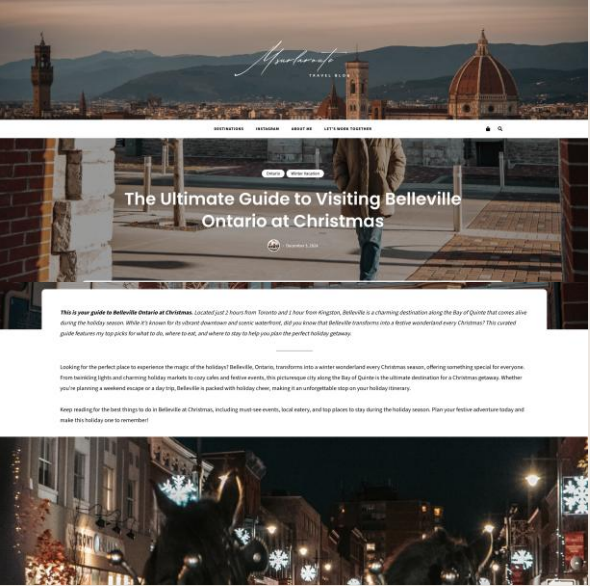 Msurlaroute
TRAVEL BLOG
DESTINATIONS INSTAGRAM ABOUT ME LET'S WORK TOGETHER
Ontario Winter Vacation
The Ultimate Guide to Visiting Belleville
Ontario at Christmas
December 5, 2024
This is your guide to Belleville Ontario at Christmas. Located just 2 hours from Toronto and 1 hour from Kingston, Belleville is a charming destination along the Bay of Quinte that comes alive
during the holiday season. While it's known for its vibrant downtown and scenic waterfront, did you know that Belleville transforms into a festive wonderland every Christmas? This curated
guide features my top picks for what to do, where to eat, and where to stay to help you plan the perfect holiday getaway.
Looking for the perfect place to experience the magic of the holidays? Belleville, Ontario, transforms into a winter wonderland every Christmas season, offering something special for everyone.
From twinkling lights and charming holiday markets to cozy cafes and festive events, this picturesque city along the Bay of Quinte is the ultimate destination for a Christmas getaway. Whether
you're planning a weekend escape or a day trip, Belleville is packed with holiday cheer, making it an unforgettable stop on your holiday itinerary.
Keep reading for the best things to do in Belleville at Christmas, including must-see events, local eatery, and top places to stay during the holiday season. Plan your festive adventure today and
make this holiday one to remember!